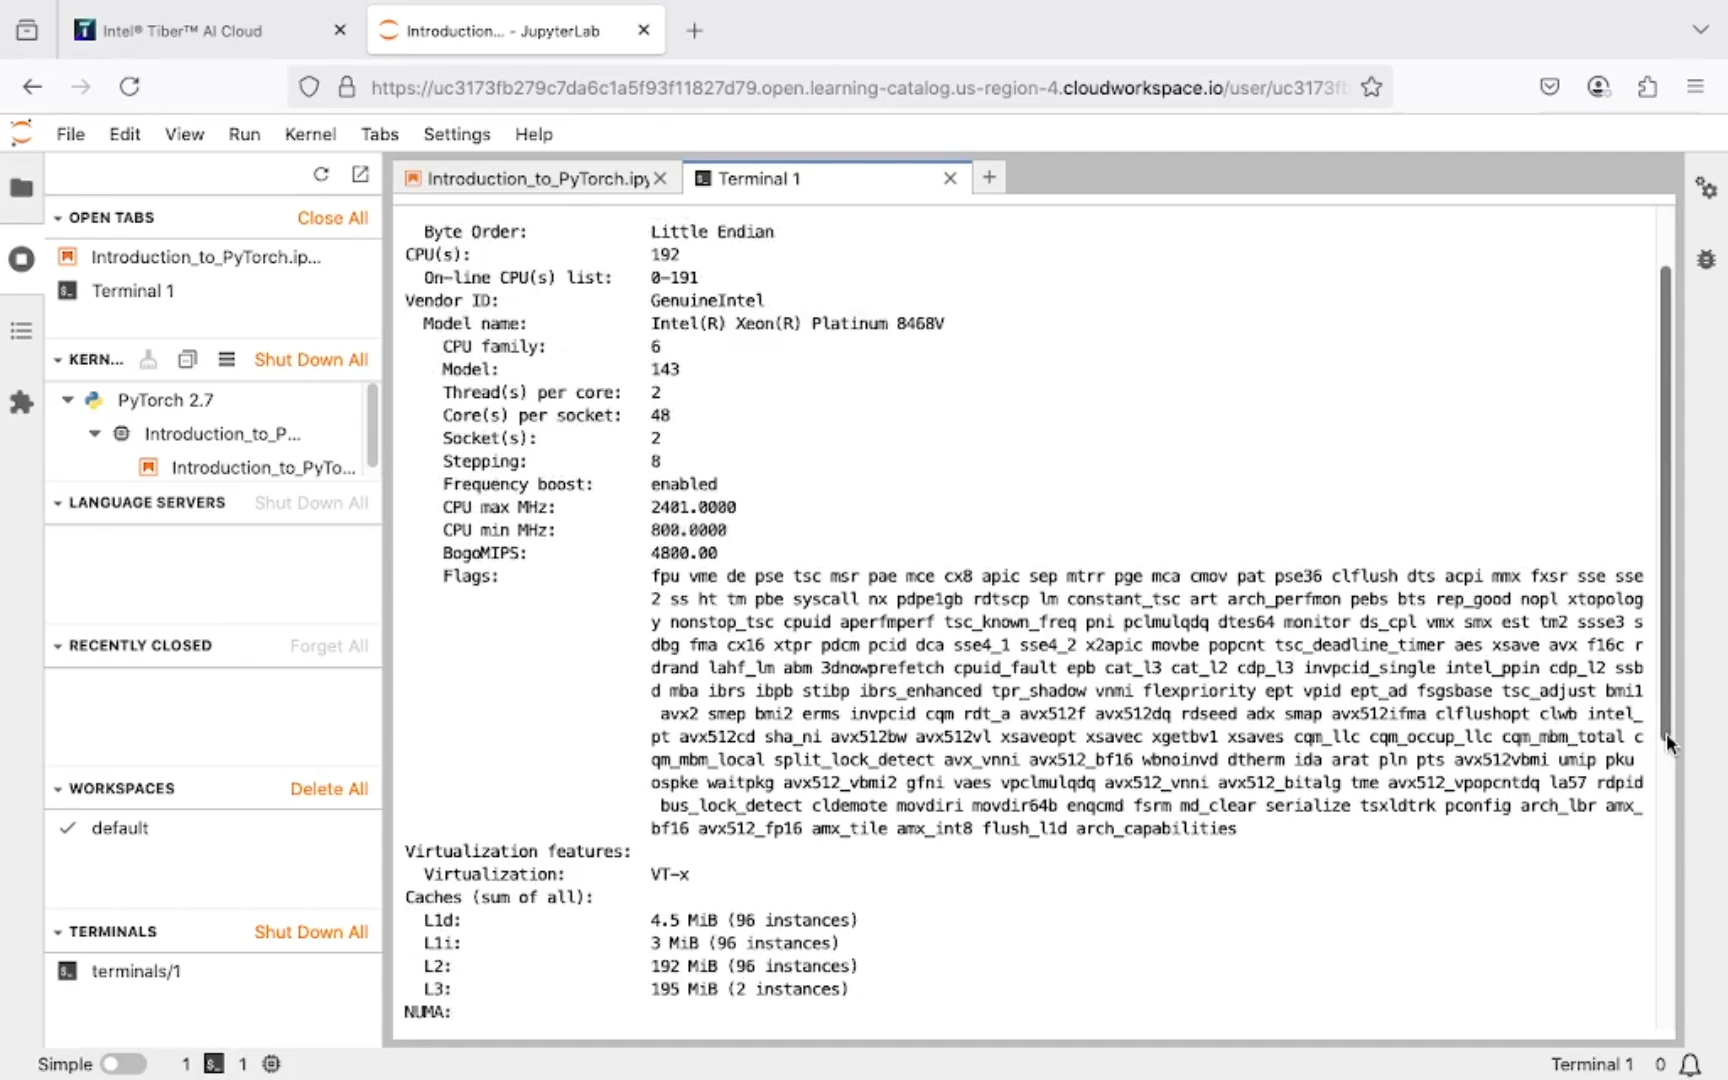 Intel® Tiber™ AI Cloud
Introduction... - JupyterLab
https://uc3173fb279c7da6c1a5f93f11827d79.open.learning-catalog.us-region-4.cloudworkspace.io/user/uc3173fb
File Edit View Run Kernel Tabs Settings Help
OPEN TABS Close All
Introduction_to_PyTorch.ip...
Terminal 1
KERN... Shut Down All
PyTorch 2.7
Introduction_to_P...
Introduction_to_PyTo...
LANGUAGE SERVERS Shut Down All
RECENTLY CLOSED Forget All
WORKSPACES Delete All
default
TERMINALS Shut Down All
terminals/1
Introduction_to_PyTorch.ipy
Terminal 1
Byte Order: Little Endian
CPU(s): 192
On-line CPU(s) list: 0-191
Vendor ID: GenuineIntel
Model name: Intel(R) Xeon(R) Platinum 8468V
CPU family: 6
Model: 143
Thread(s) per core: 2
Core(s) per socket: 48
Socket(s): 2
Stepping: 8
Frequency boost: enabled
CPU max MHz: 2401.0000
CPU min MHz: 800.0000
BogoMIPS: 4800.00
Flags: fpu vme de pse tsc msr pae mce cx8 apic sep mtrr pge mca cmov pat pse36 clflush dts acpi mmx fxsr sse sse
2 ss ht tm pbe syscall nx pdpe1gb rdtscp lm constant_tsc art arch_perfmon pebs bts rep_good nopl xtopolog
y nonstop_tsc cpuid aperfmperf tsc_known_freq pni pclmulqdq dtes64 monitor ds_cpl vmx smx est tm2 ssse3 s
dbg fma cx16 xtpr pdcm pcid dca sse4_1 sse4_2 x2apic movbe popcnt tsc_deadline_timer aes xsave avx f16c r
drand lahf_lm abm 3dnowprefetch cpuid_fault epb cat_l3 cat_l2 cdp_l3 invpcid_single intel_ppin cdp_l2 ssb
d mba ibrs ibpb stibp ibrs_enhanced tpr_shadow vnmi flexpriority ept vpid ept_ad fsgsbase tsc_adjust bmi1
avx2 smep bmi2 erms invpcid cqm rdt_a avx512f avx512dq rdseed adx smap avx512ifma clflushopt clwb intel_
pt avx512cd sha_ni avx512bw avx512vl xsaveopt xsavec xgetbv1 xsaves cqm_llc cqm_occup_llc cqm_mbm_total c
qm_mbm_local split_lock_detect avx_vnni avx512_bf16 wbnoinvd dtherm ida arat pln pts avx512vbmi umip pku
ospke waitpkg avx512_vbmi2 gfni vaes vpclmulqdq avx512_vnni avx512_bitalg tme avx512_vpopcntdq la57 rdpid
bus_lock_detect cldemote movdiri movdir64b enqcmd fsrm md_clear serialize tsxldtrk pconfig arch_lbr amx_
bf16 avx512_fp16 amx_tile amx_int8 flush_l1d arch_capabilities
Virtualization features:
Virtualization: VT-x
Caches (sum of all):
L1d: 4.5 MiB (96 instances)
L1i: 3 MiB (96 instances)
L2: 192 MiB (96 instances)
L3: 195 MiB (2 instances)
NUMA:
Simple 1 1
Terminal 1 0